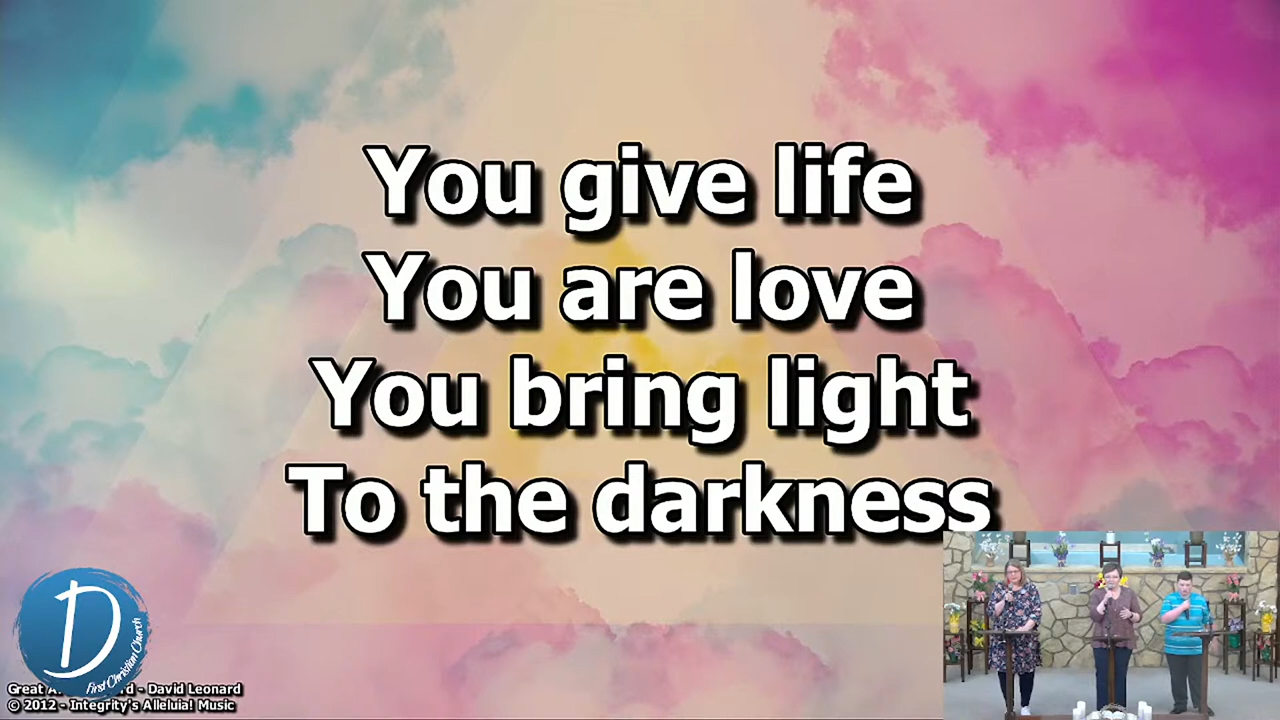 You give life
You are love
You bring light
To the darkness
D
First Christian Church
Great - David Leonard
© 2012 - Integrity's Alleluia! Music